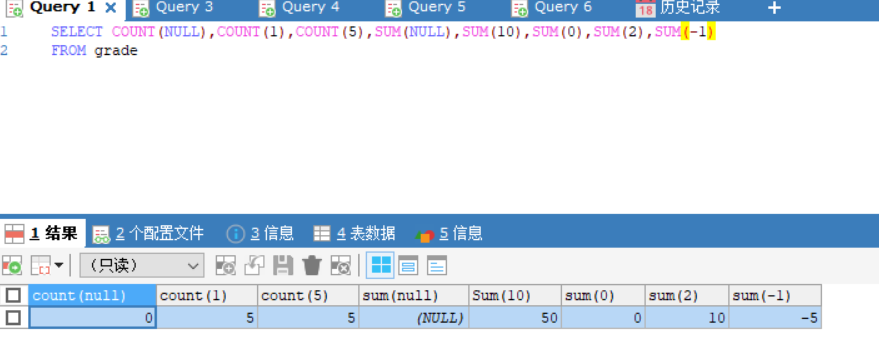 Query 1 × Query 3 Query 4 Query 5 Query 6 18 历史记录 +
1 SELECT COUNT(NULL),COUNT(1),COUNT(5),SUM(NULL),SUM(10),SUM(0),SUM(2),SUM(-1)
2 FROM grade
1 结果 2 个配置文件 3 信息 4 表数据 5 信息
(只读)
count(null) count(1) count(5) sum(null) Sum(10) sum(0) sum(2) sum(-1)
0 5 5 (NULL) 50 0 10 -5